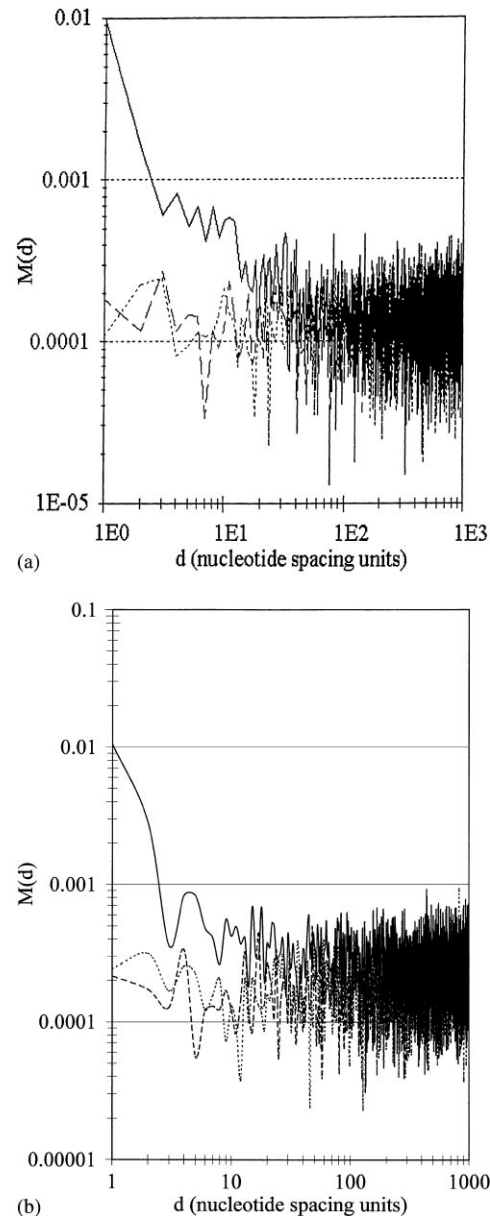 0.01
0.001
0.0001
1E-05
M(d)
1E0 1E1 1E2 1E3
d (nucleotide spacing units)
(a)
0.1
0.01
0.001
0.0001
0.00001
M(d)
1 10 100 1000
d (nucleotide spacing units)
(b)